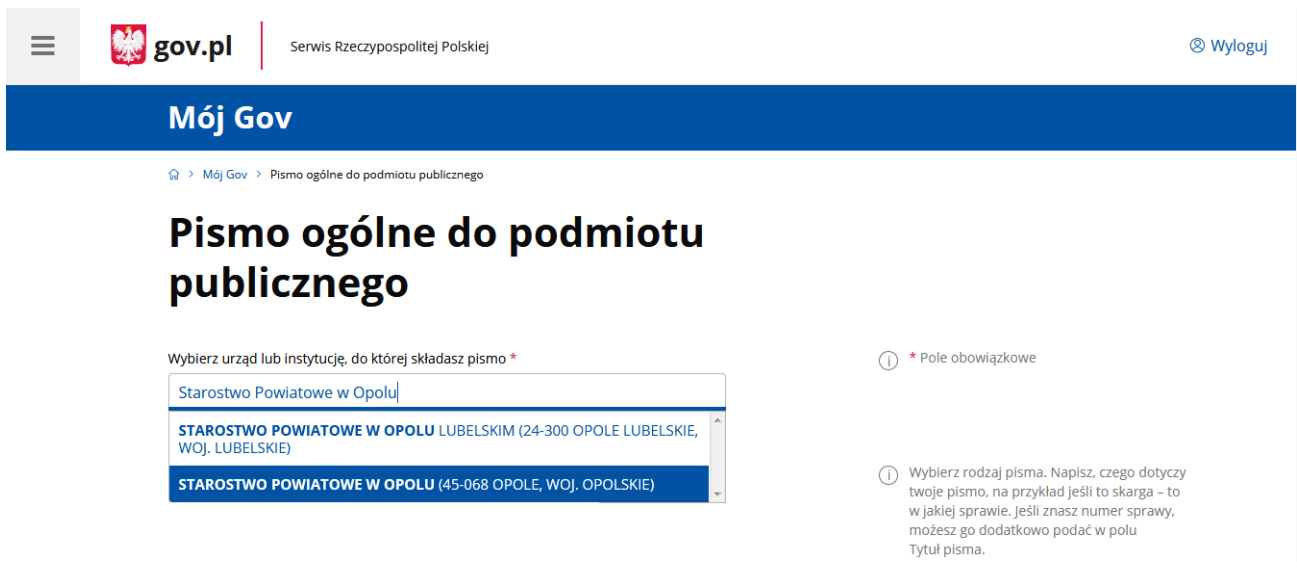 gov.pl
Serwis Rzeczypospolitej Polskiej
Wyloguj
Mój Gov
Mój Gov > Pismo ogólne do podmiotu publicznego
Pismo ogólne do podmiotu
publicznego
Wybierz urząd lub instytucję, do której składasz pismo *
* Pole obowiązkowe
Starostwo Powiatowe w Opolu
STAROSTWO POWIATOWE W OPOLU LUBELSKIM (24-300 OPOLE LUBELSKIE,
WOJ. LUBELSKIE)
STAROSTWO POWIATOWE W OPOLU (45-068 OPOLE, WOJ. OPOLSKIE)
Wybierz rodzaj pisma. Napisz, czego dotyczy
twoje pismo, na przykład jeśli to skarga – to
w jakiej sprawie. Jeśli znasz numer sprawy,
możesz go dodatkowo podać w polu
Tytuł pisma.